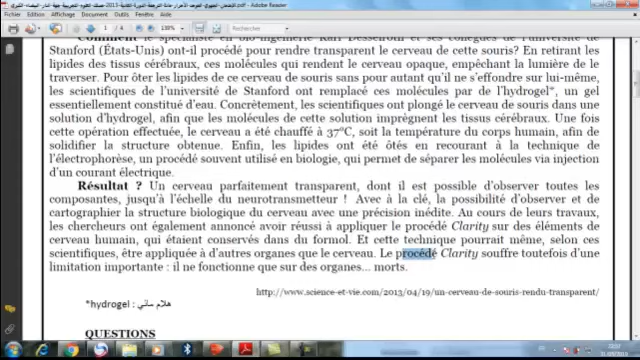 Adobe Reader
Fichier Edition Affichage Fenêtre Aide
1 / 4 138% Rechercher
Stanford (États-Unis) ont-il procédé pour rendre transparent le cerveau de cette souris? En retirant les
lipides des tissus cérébraux, ces molécules qui rendent le cerveau opaque, empêchant la lumière de le
traverser. Pour ôter les lipides de ce cerveau de souris sans pour autant qu'il ne s'effondre sur lui-même,
les scientifiques de l'université de Stanford ont remplacé ces molécules par de l'hydrogel*, un gel
essentiellement constitué d'eau. Concrètement, les scientifiques ont plongé le cerveau de souris dans une
solution d'hydrogel, afin que les molécules de cette solution imprègnent les tissus cérébraux. Une fois
cette opération effectuée, le cerveau a été chauffé à 37°C, soit la température du corps humain, afin de
solidifier la structure obtenue. Enfin, les lipides ont été ôtés en recourant à la technique de
l'électrophorèse, un procédé souvent utilisé en biologie, qui permet de séparer les molécules via injection
d'un courant électrique.
Résultat ? Un cerveau parfaitement transparent, dont il est possible d'observer toutes les
composantes, jusqu'à l'échelle du neurotransmetteur ! Avec à la clé, la possibilité d'observer et de
cartographier la structure biologique du cerveau avec une précision inédite. Au cours de leurs travaux,
les chercheurs ont également annoncé avoir réussi à appliquer le procédé Clarity sur des éléments de
cerveau humain, qui étaient conservés dans du formol. Et cette technique pourrait même, selon ces
scientifiques, être appliquée à d'autres organes que le cerveau. Le procédé Clarity souffre toutefois d'une
limitation importante : il ne fonctionne que sur des organes... morts.
http://www.science-et-vie.com/2013/04/19/un-cerveau-de-souris-rendu-transparent/
*hydrogel : هلام مائي
QUESTIONS